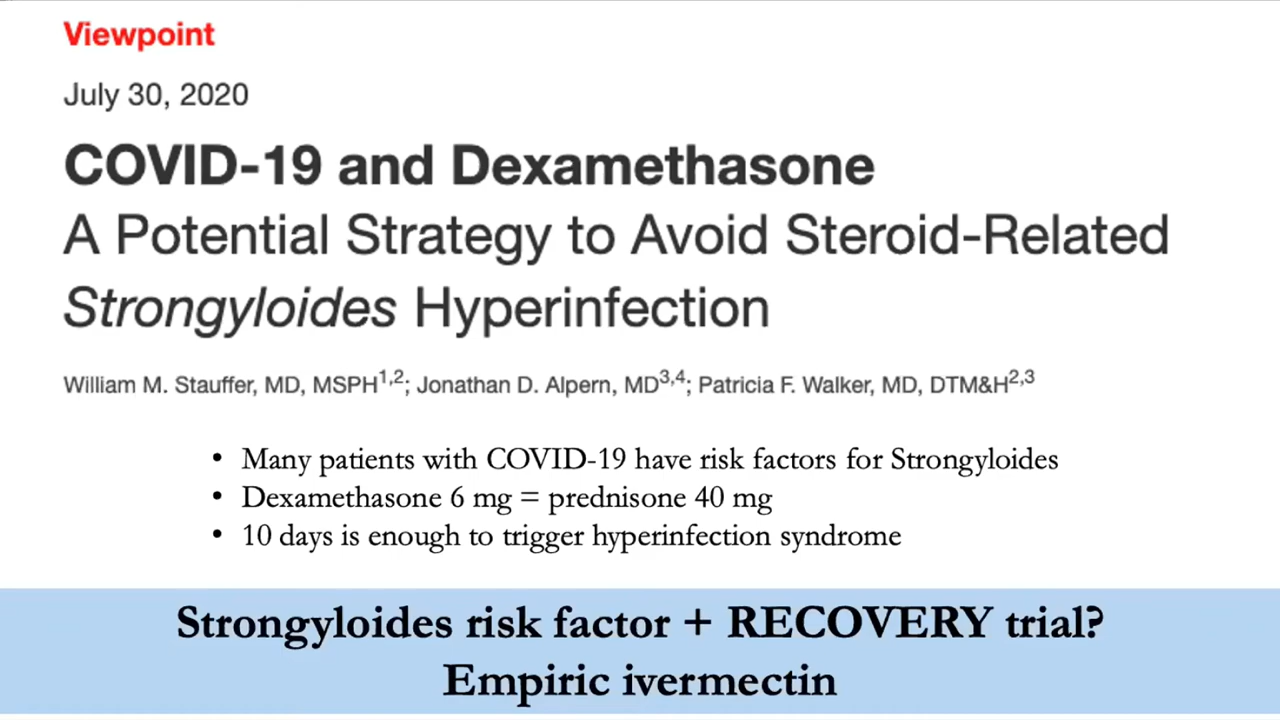 Viewpoint
July 30, 2020
COVID-19 and Dexamethasone
A Potential Strategy to Avoid Steroid-Related
Strongyloides Hyperinfection
William M. Stauffer, MD, MSPH1,2; Jonathan D. Alpern, MD3,4; Patricia F. Walker, MD, DTM&H2,3
• Many patients with COVID-19 have risk factors for Strongyloides
• Dexamethasone 6 mg = prednisone 40 mg
• 10 days is enough to trigger hyperinfection syndrome
Strongyloides risk factor + RECOVERY trial?
Empiric ivermectin